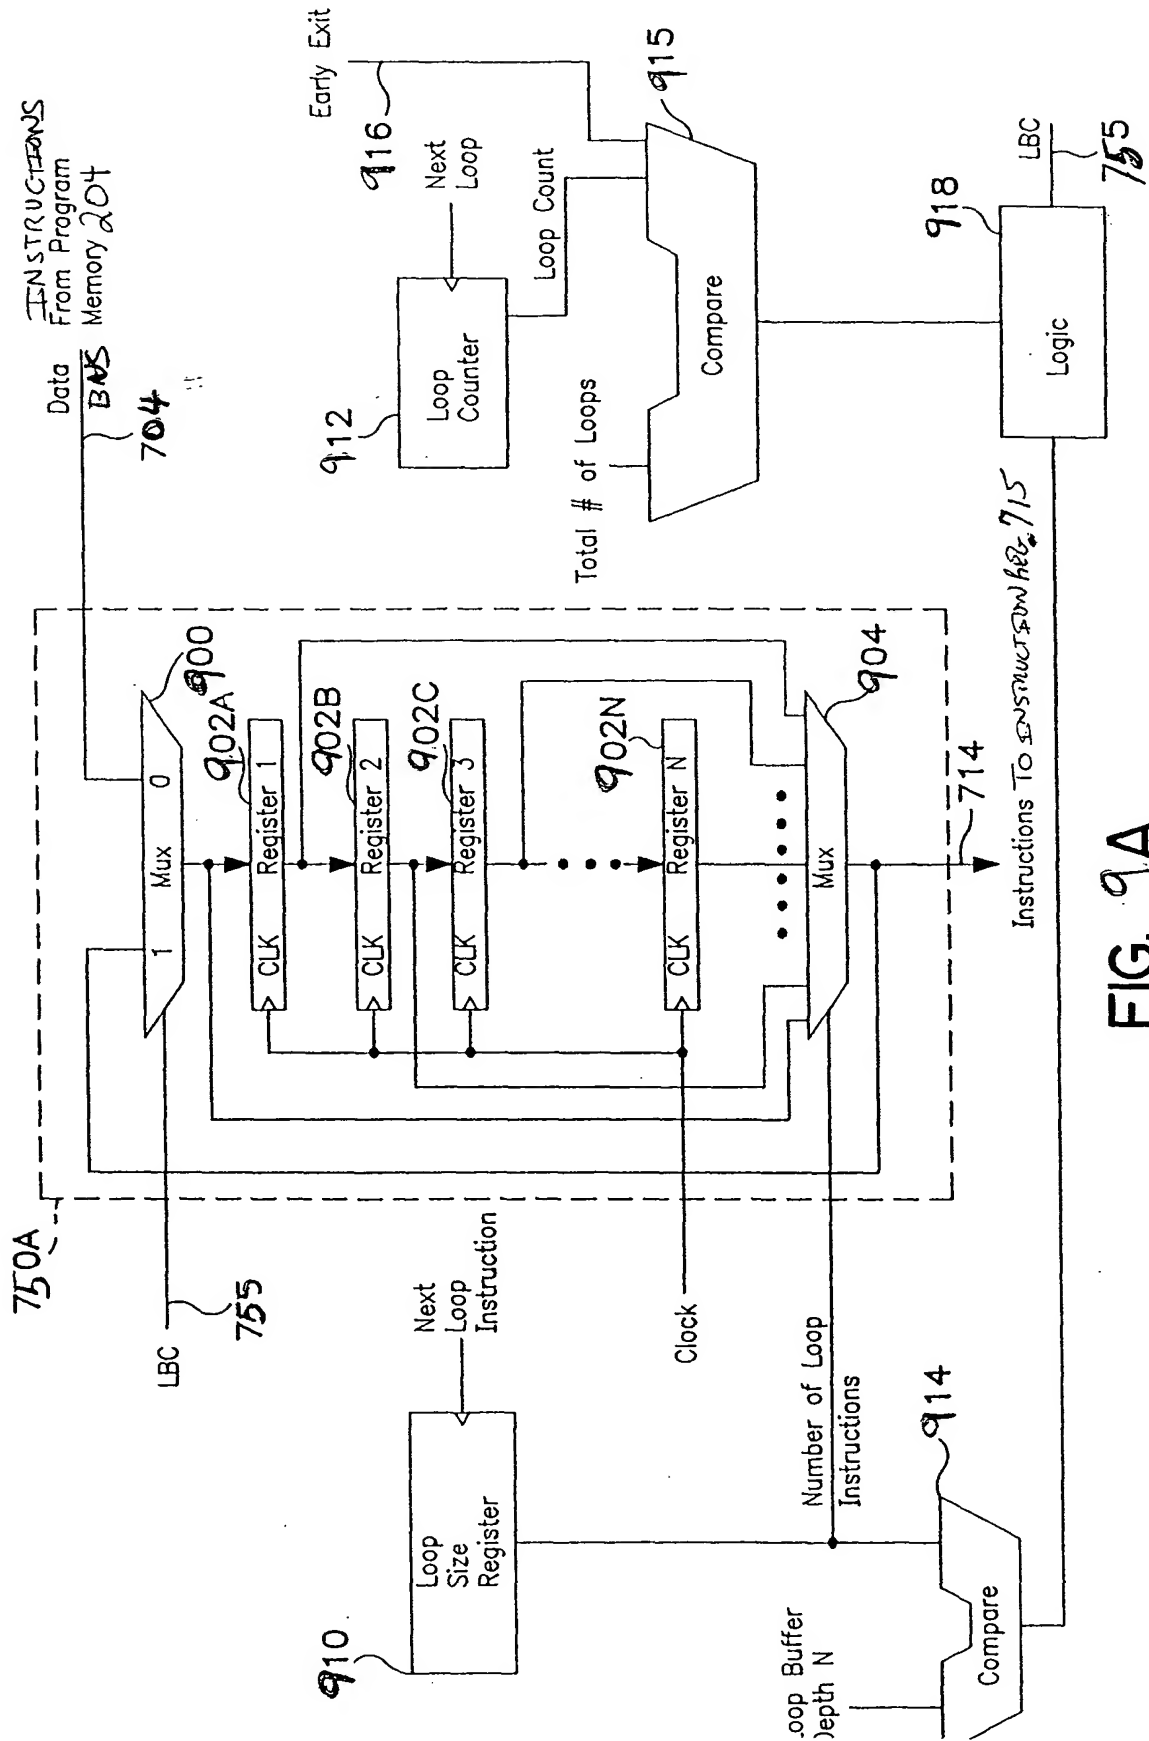 750A
LBC
755
Data
BUS
704
INSTRUCTIONS
From Program
Memory 204
1
Mux
0
900
CLK
Register 1
902A
CLK
Register 2
902B
CLK
Register 3
902C
CLK
Register N
902N
Mux
904
714
Instructions To INSTRUCTION REG. 715
910
Loop
Size
Register
Next
Loop
Instruction
Clock
Number of Loop
Instructions
Loop Buffer
Depth N
Compare
914
912
Loop
Counter
916
Next
Loop
Early Exit
Loop Count
Total # of Loops
Compare
915
918
Logic
LBC
755
FIG. 9A